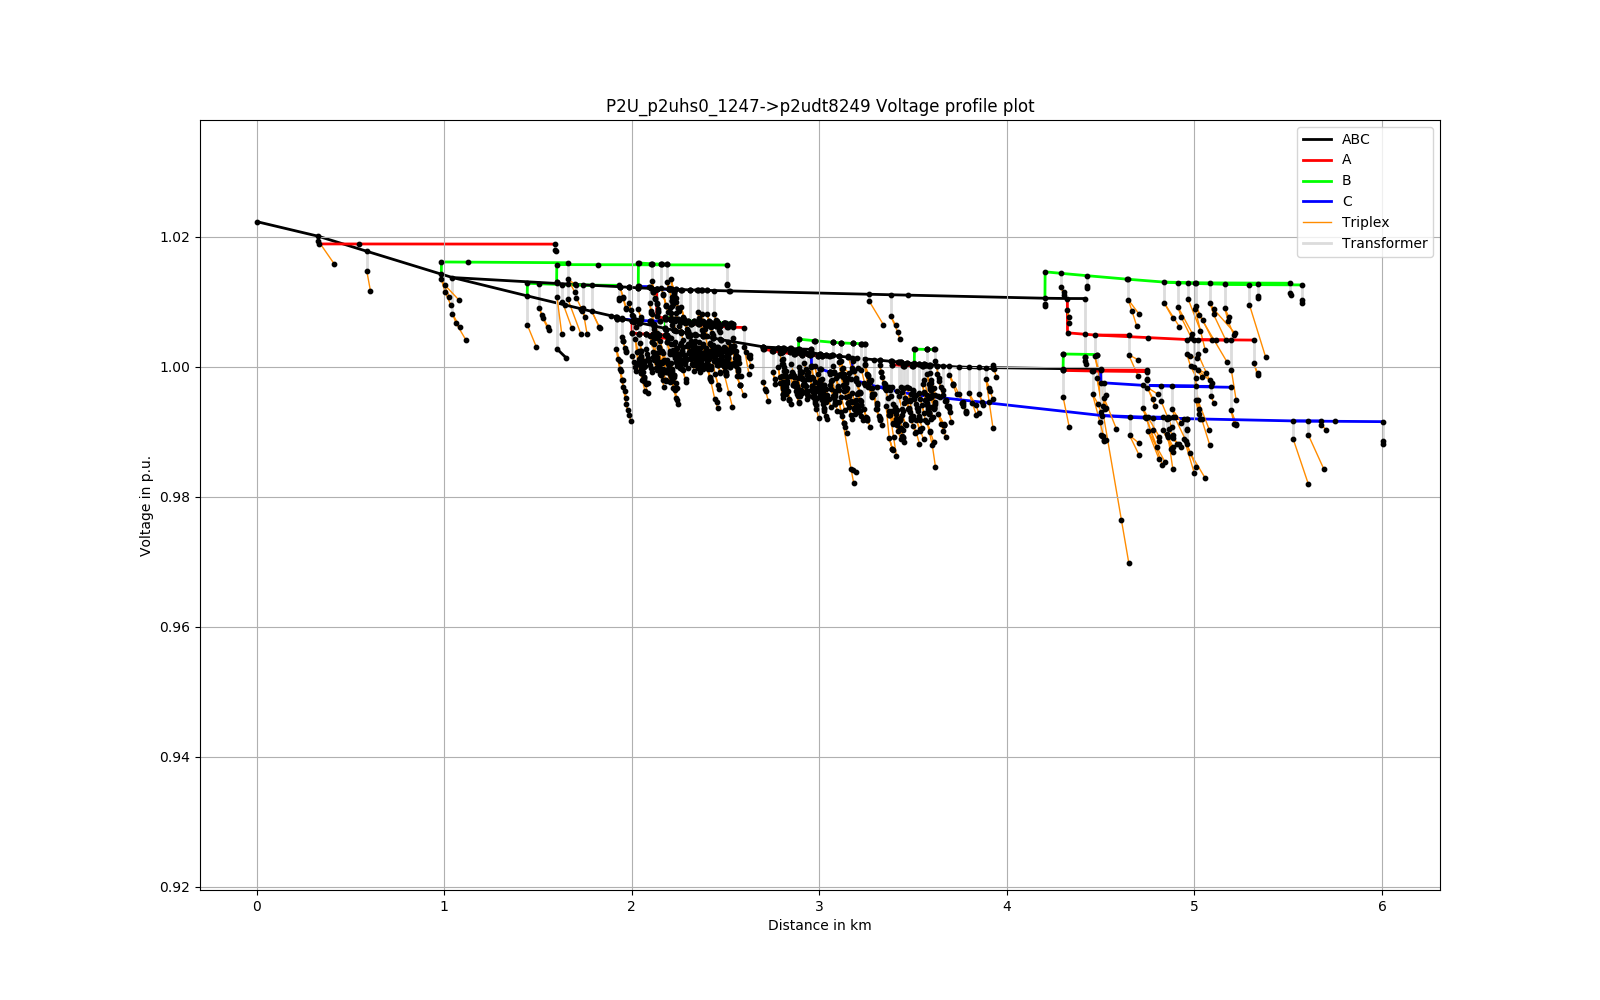 P2U_p2uhs0_1247->p2udt8249 Voltage profile plot
ABC
A
B
C
Triplex
Transformer
Voltage in p.u.
1.02
1.00
0.98
0.96
0.94
0.92
0 1 2 3 4 5 6
Distance in km